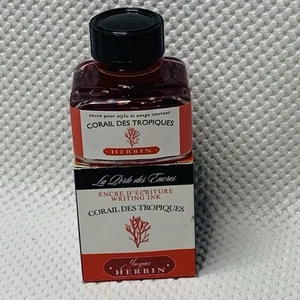 encre pour stylo et usage courant
CORAIL DES TROPIQUES
HERBIN
La Perle des Encres
ENCRE D'ÉCRITURE
WRITING INK
CORAIL DES TROPIQUES
Jacques
HERBIN